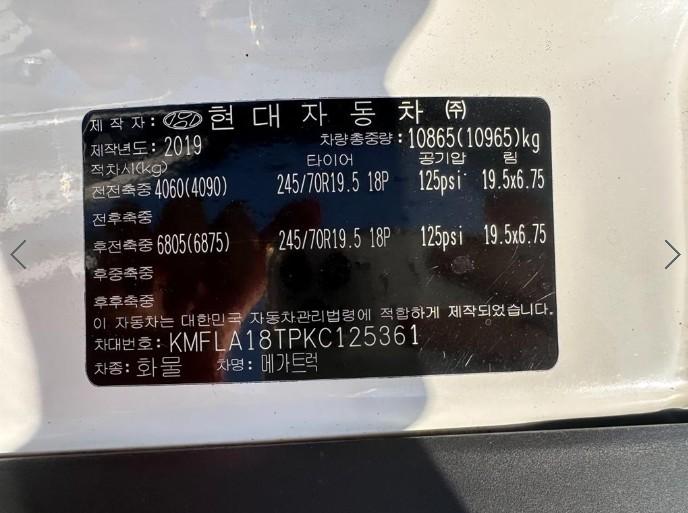 제 작 자 : 현 대 자 동 차 ㈜
제작년도 : 2019 차량총중량 : 10865(10965)kg
적차시(kg) 타이어 공기압 림
전전축중 4060(4090) 245/70R19.5 18P 125psi 19.5x6.75
전후축중
후전축중 6805(6875) 245/70R19.5 18P 125psi 19.5x6.75
후중축중
후후축중
이 자동차는 대한민국 자동차관리법령에 적합하게 제작되었습니다.
차대번호 : KMFLA18TPKC125361
차종 : 화물 차명 : 메가트럭